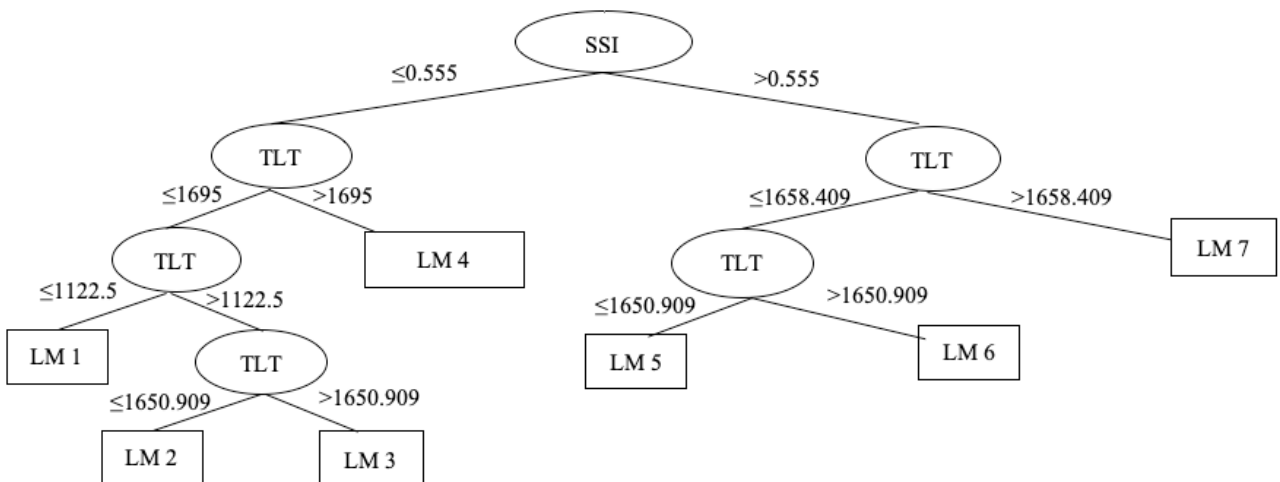 SSI
≤0.555
>0.555
TLT
TLT
≤1695
>1695
≤1658.409
>1658.409
TLT
LM 4
TLT
LM 7
≤1122.5
>1122.5
≤1650.909
>1650.909
LM 1
TLT
LM 5
LM 6
≤1650.909
>1650.909
LM 2
LM 3